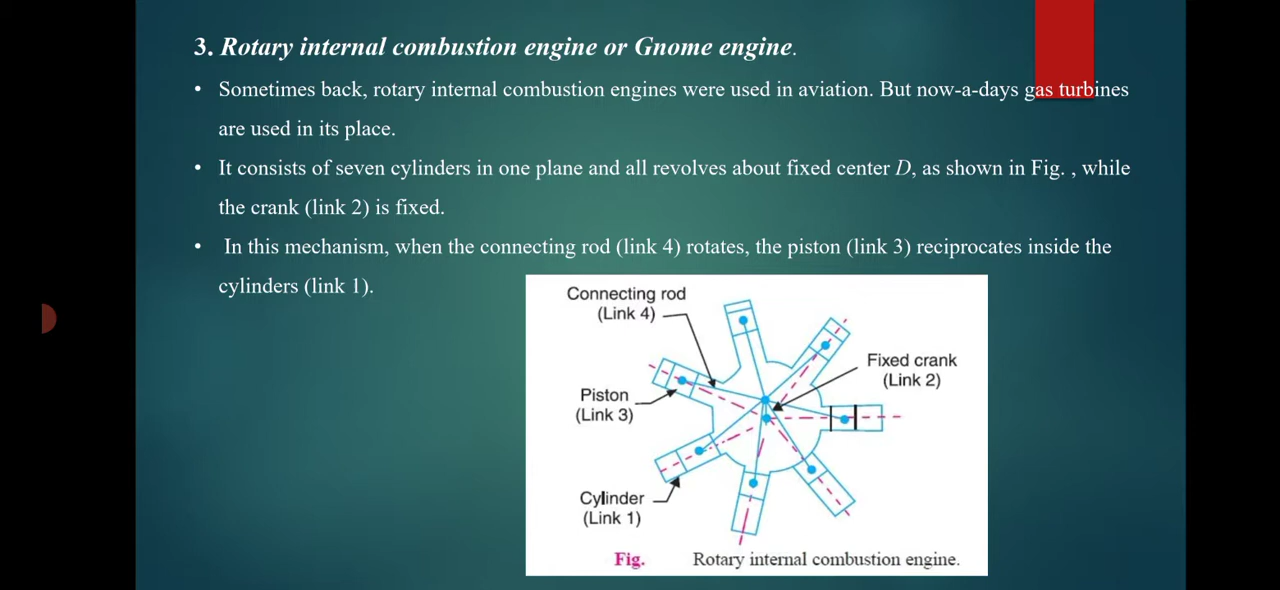 3. Rotary internal combustion engine or Gnome engine.
• Sometimes back, rotary internal combustion engines were used in aviation. But now-a-days gas turbines
are used in its place.
• It consists of seven cylinders in one plane and all revolves about fixed center D, as shown in Fig. , while
the crank (link 2) is fixed.
• In this mechanism, when the connecting rod (link 4) rotates, the piston (link 3) reciprocates inside the
cylinders (link 1).
Connecting rod
(Link 4)
Fixed crank
(Link 2)
Piston
(Link 3)
Cylinder
(Link 1)
Fig. Rotary internal combustion engine.